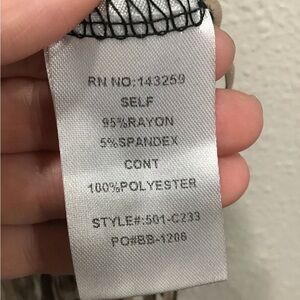 RN NO:143259
SELF
95%RAYON
5%SPANDEX
CONT
100%POLYESTER
STYLE#:501-C233
PO#BB-1206